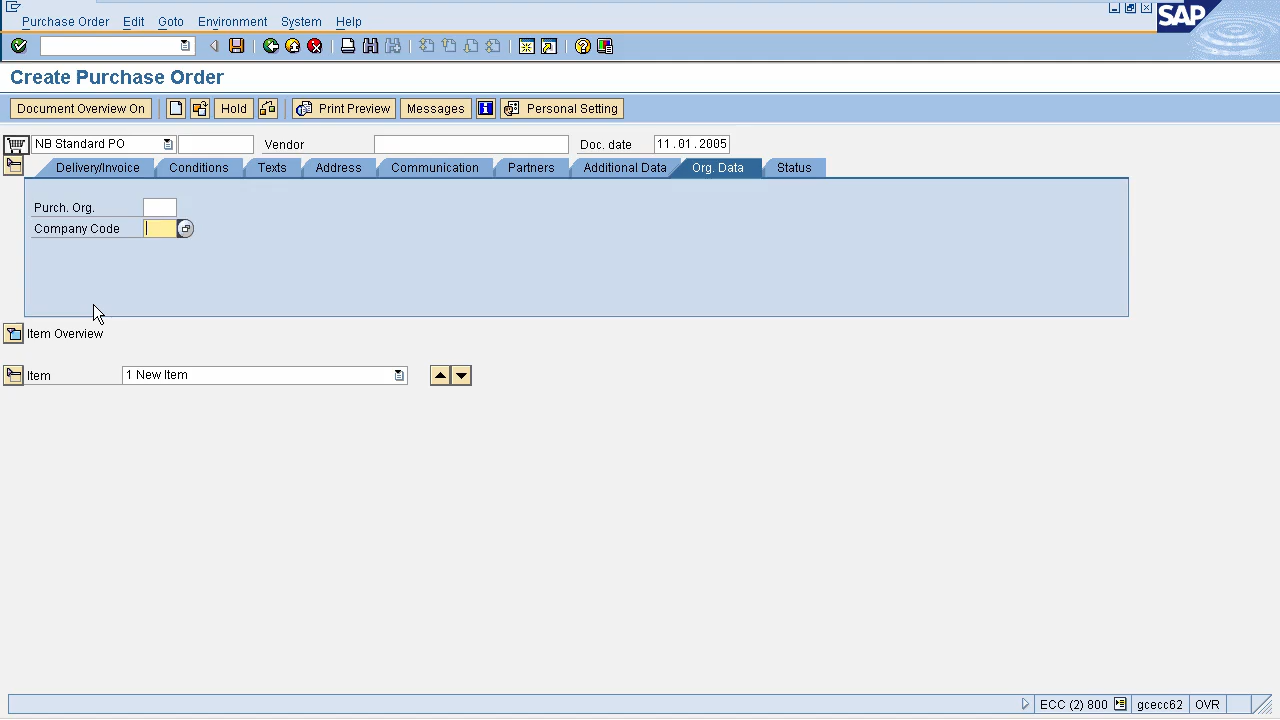 Purchase Order Edit Goto Environment System Help
SAP
Create Purchase Order
Document Overview On Hold Print Preview Messages Personal Setting
NB Standard PO Vendor Doc. date 11.01.2005
Delivery/Invoice Conditions Texts Address Communication Partners Additional Data Org. Data Status
Purch. Org.
Company Code
Item Overview
Item 1 New Item
ECC (2) 800 gcecc62 OVR